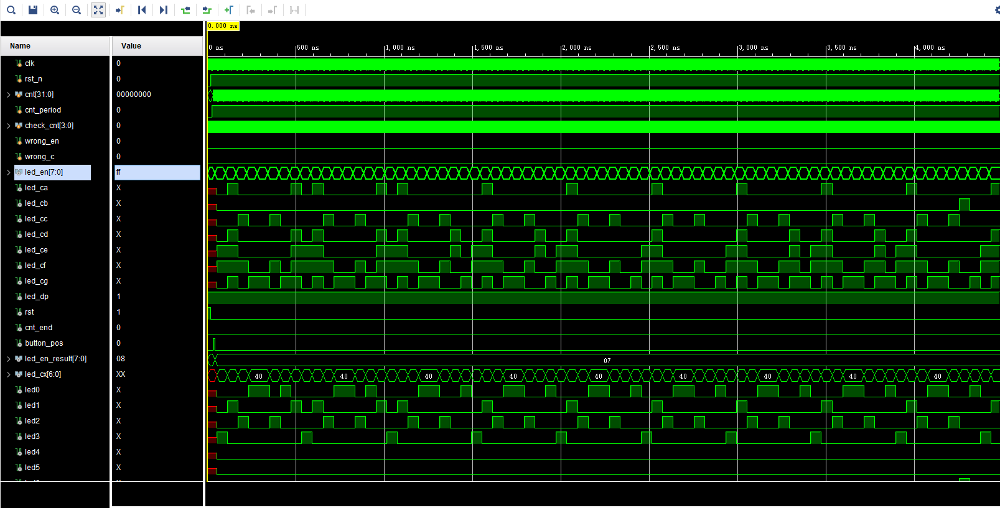 0.000 ns
Name Value
0 ns 500 ns 1,000 ns 1,500 ns 2,000 ns 2,500 ns 3,000 ns 3,500 ns 4,000 ns
clk 0
rst_n 0
cnt[31:0] 00000000
cnt_period 0
check_cnt[3:0] 0
wrong_en 0
wrong_c 0
led_en[7:0] ff
led_ca X
led_cb X
led_cc X
led_cd X
led_ce X
led_cf X
led_cg X
led_dp 1
rst 1
cnt_end 0
button_pos 0
led_en_result[7:0] 08 07
led_cx[6:0] XX 40 40 40 40 40 40 40 40 40
led0 X
led1 X
led2 X
led3 X
led4 X
led5 X